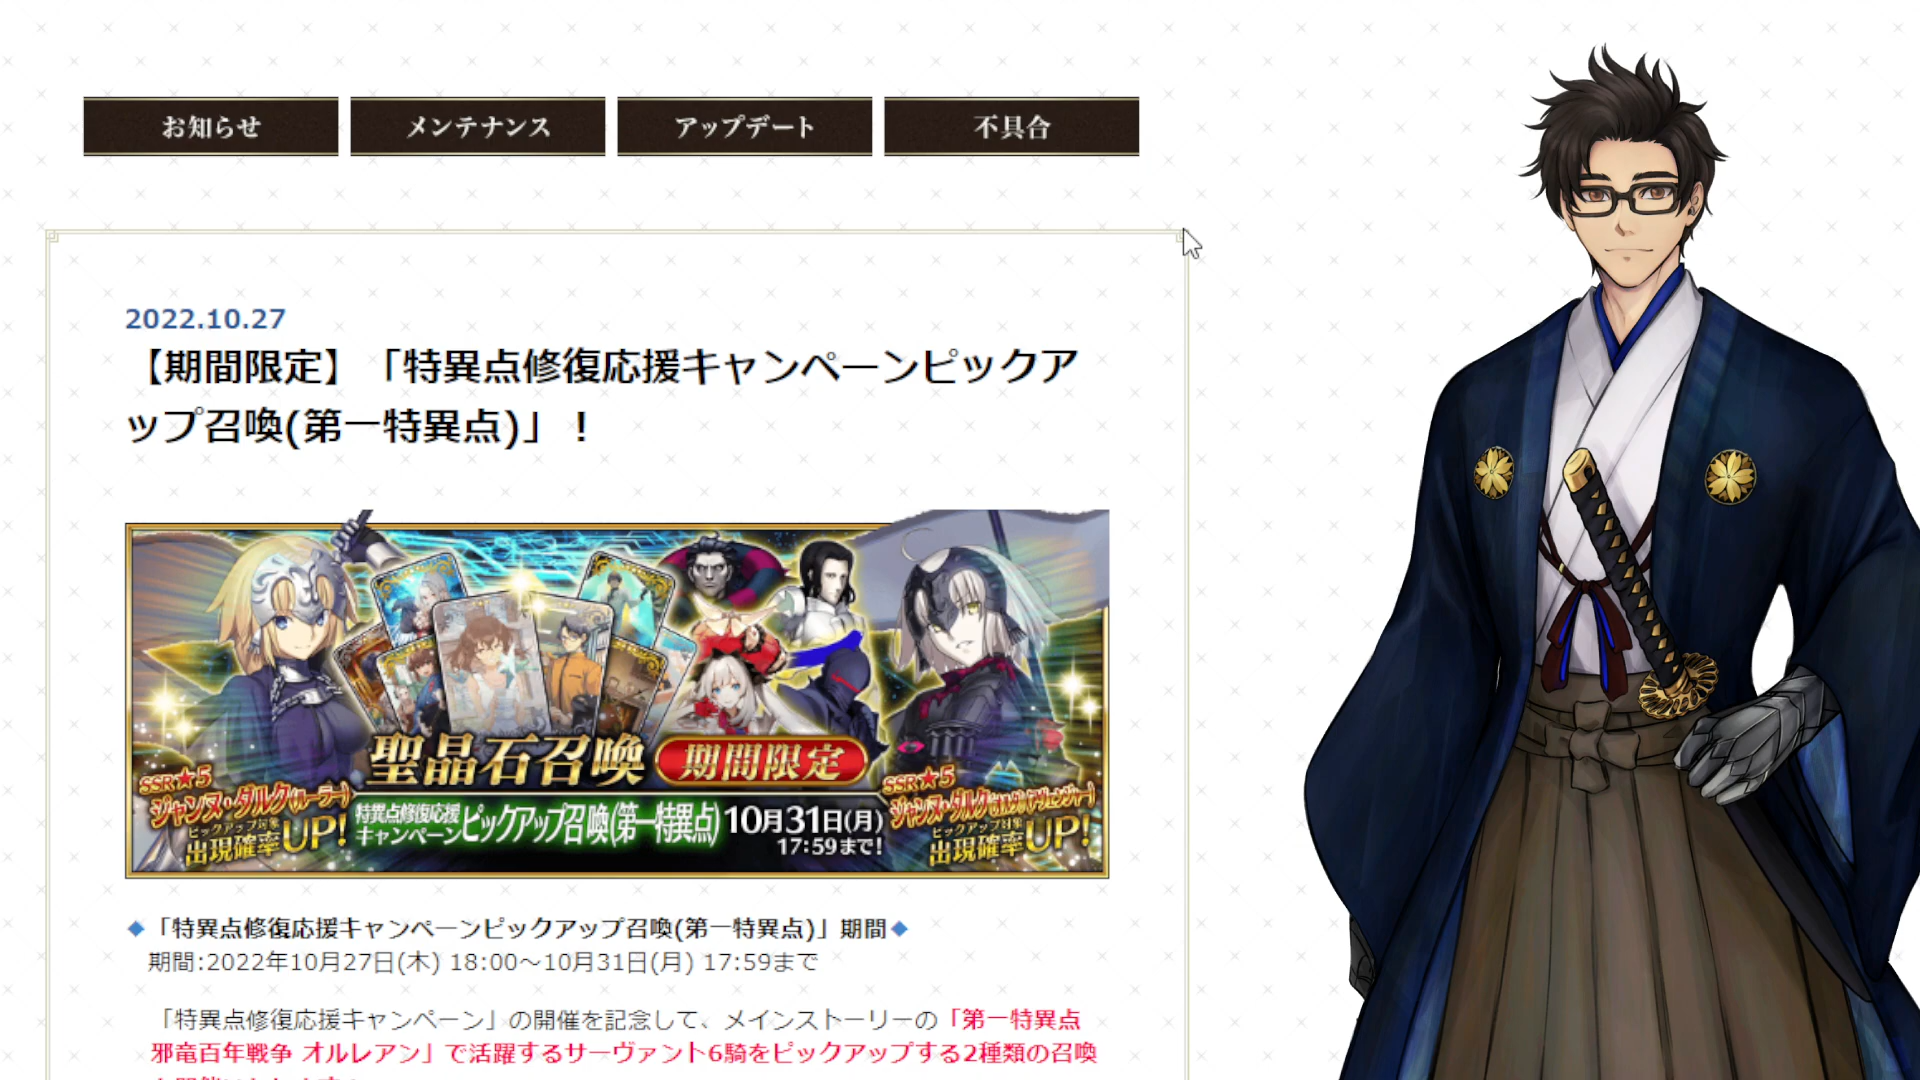 お知らせ
メンテナンス
アップデート
不具合
2022.10.27
【期間限定】「特異点修復応援キャンペーンピックア
ップ召喚(第一特異点)」！
聖晶石召喚
期間限定
SSR★5
ジャンヌ・ダルク(ルーラー)
ピックアップ対象
出現確率UP!
特異点修復応援
キャンペーン
ピックアップ召喚(第一特異点)
10月31日(月)
17:59まで!
SSR★5
ピックアップ対象
出現確率UP!
◆「特異点修復応援キャンペーンピックアップ召喚(第一特異点)」期間◆
期間:2022年10月27日(木) 18:00～10月31日(月) 17:59まで
「特異点修復応援キャンペーン」の開催を記念して、メインストーリーの「第一特異点
邪竜百年戦争 オルレアン」で活躍するサーヴァント6騎をピックアップする2種類の召喚